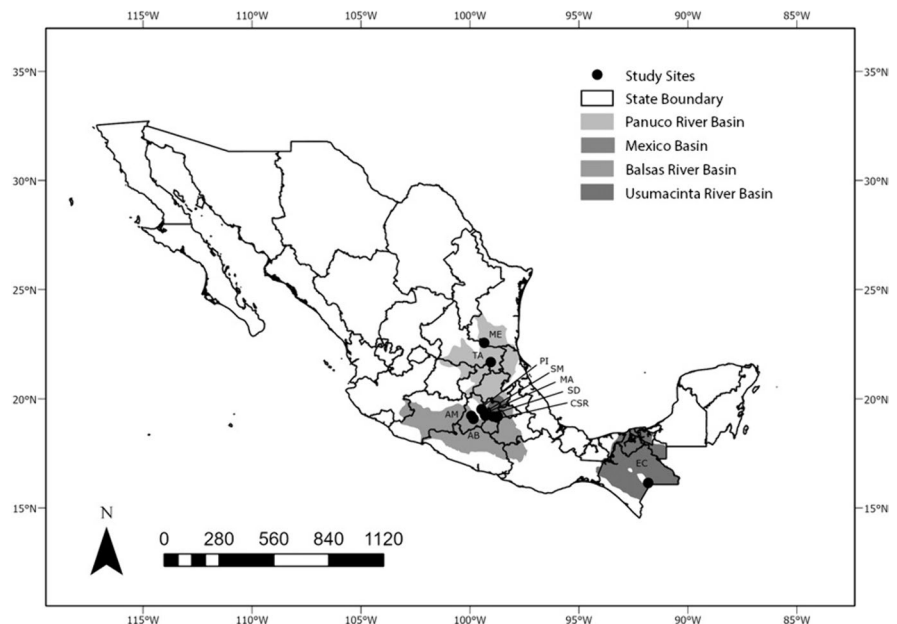 115°W 110°W 105°W 100°W 95°W 90°W 85°W
35°N 35°N
Study Sites
State Boundary
Panuco River Basin
Mexico Basin
Balsas River Basin
Usumacinta River Basin
30°N 30°N
25°N 25°N
ME
TA
PI
SM
MA
SD
CSR
20°N 20°N
AM
AB
EC
15°N 15°N
N
0 280 560 840 1120
115°W 110°W 105°W 100°W 95°W 90°W 85°W